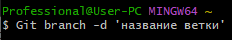 Professional@User-PC MINGW64 ~
$ Git branch -d 'название ветки'